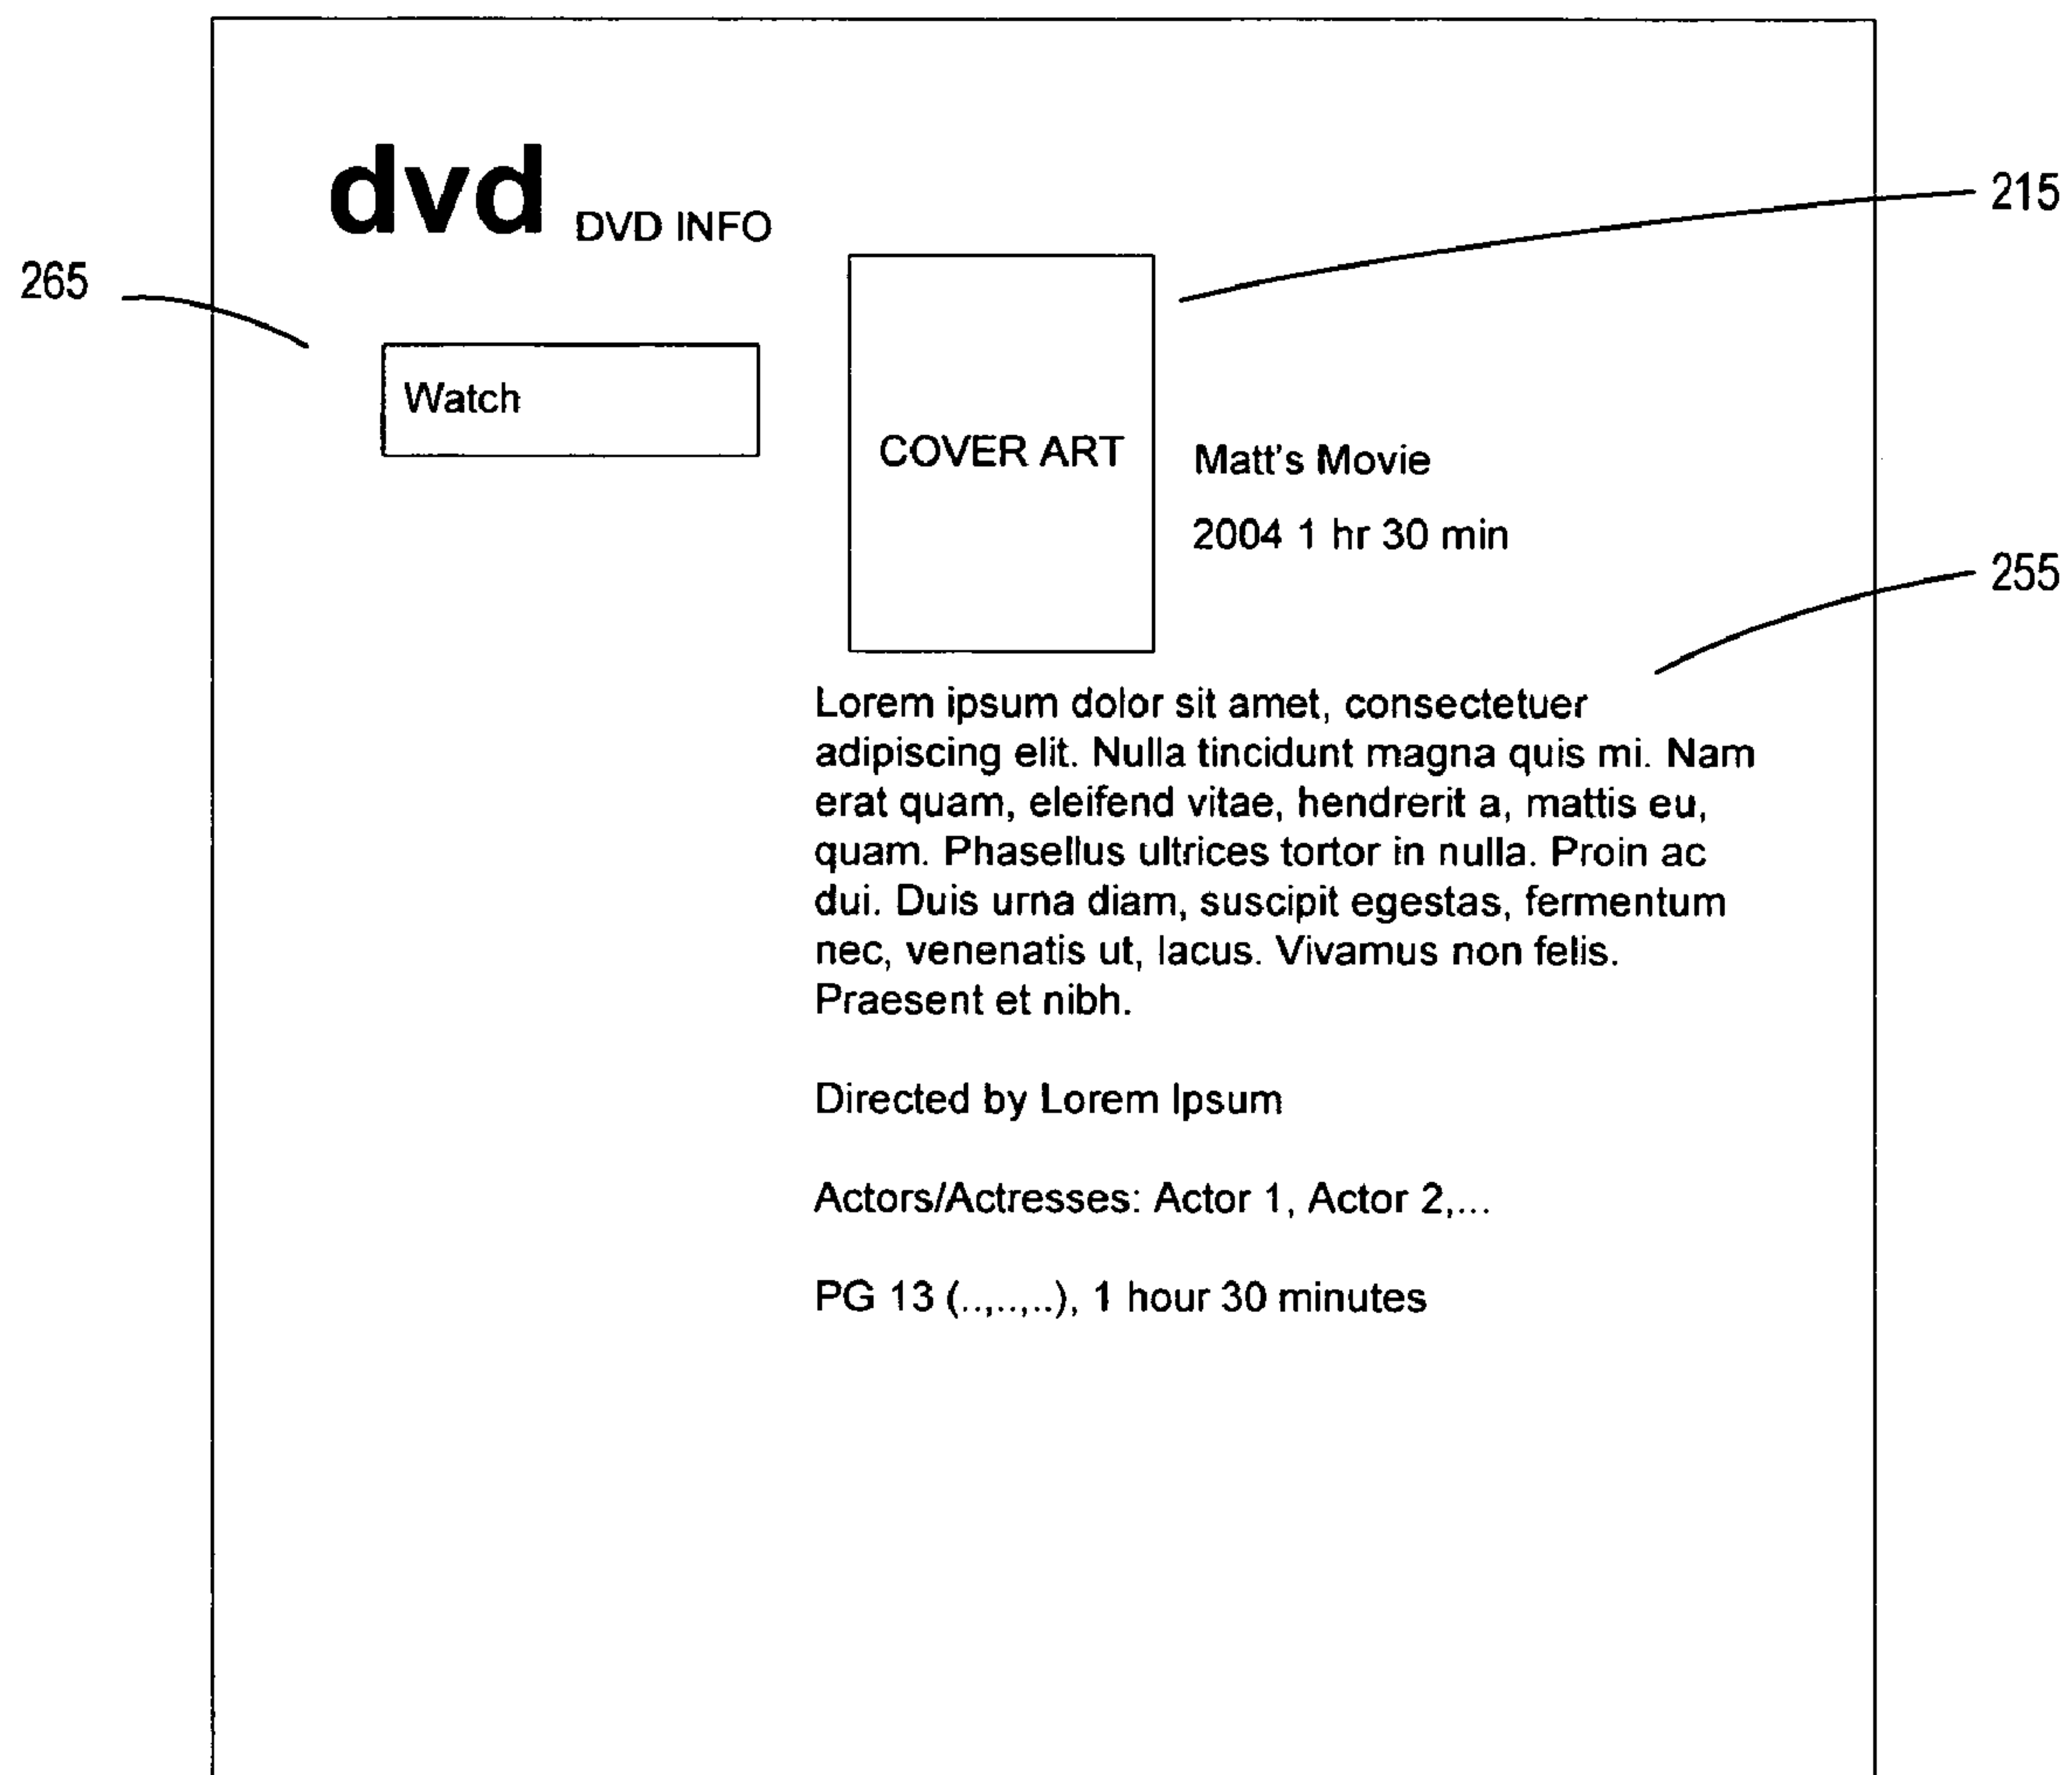 dvd DVD INFO
215
265
Watch
COVER ART
Matt's Movie
2004 1 hr 30 min
255
Lorem ipsum dolor sit amet, consectetuer
adipiscing elit. Nulla tincidunt magna quis mi. Nam
erat quam, eleifend vitae, hendrerit a, mattis eu,
quam. Phasellus ultrices tortor in nulla. Proin ac
dui. Duis urna diam, suscipit egestas, fermentum
nec, venenatis ut, lacus. Vivamus non felis.
Praesent et nibh.
Directed by Lorem Ipsum
Actors/Actresses: Actor 1, Actor 2,...
PG 13 (..,..,..), 1 hour 30 minutes